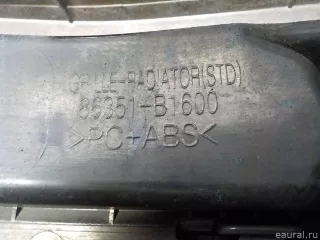 GRILLE-RADIATOR(STD)
86351-B1600
>PC+ABS<
eaural.ru